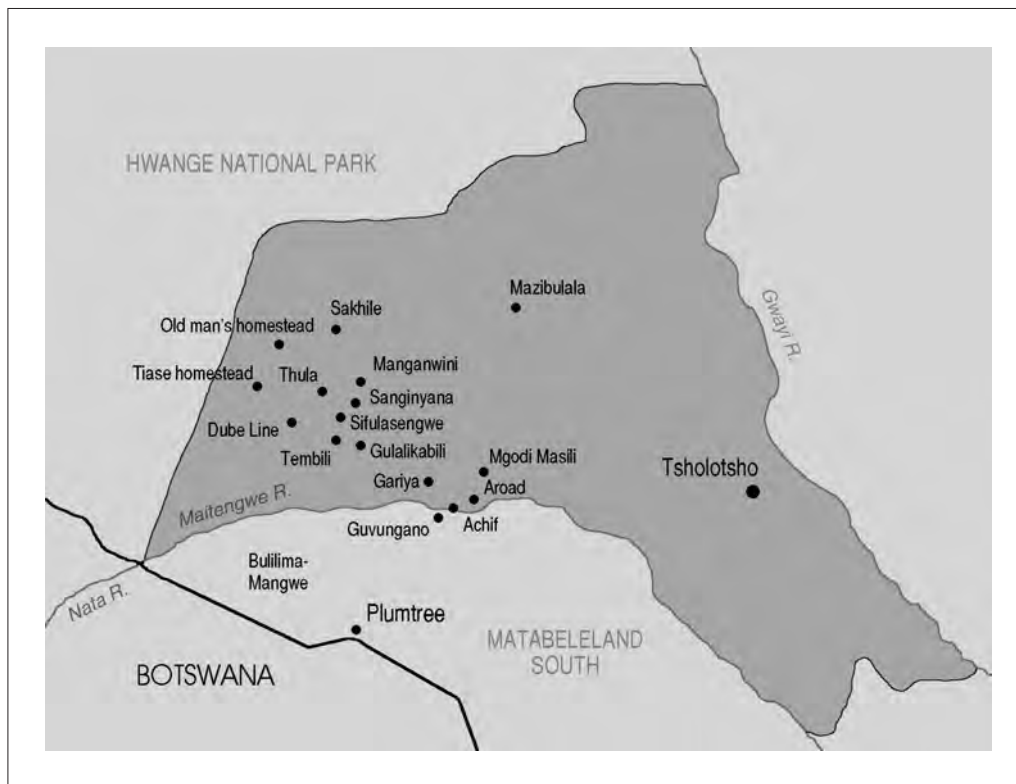 HWANGE NATIONAL PARK
Mazibulala
Gwayi R.
Sakhile
Old man's homestead
Manganwini
Tiase homestead
Thula
Sanginyana
Sifulasengwe
Dube Line
Tembili
Gulalikabili
Mgodi Masili
Tsholotsho
Gariya
Aroad
Maitengwe R.
Guvungano
Achif
Bulilima-
Mangwe
Nata R.
Plumtree
MATABELELAND
SOUTH
BOTSWANA